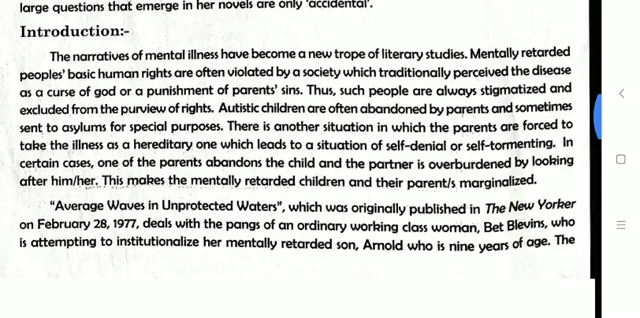 large questions that emerge in her novels are only 'accidental'.
Introduction:-
The narratives of mental illness have become a new trope of literary studies. Mentally retarded
peoples' basic human rights are often violated by a society which traditionally perceived the disease
as a curse of god or a punishment of parents' sins. Thus, such people are always stigmatized and
excluded from the purview of rights. Autistic children are often abandoned by parents and sometimes
sent to asylums for special purposes. There is another situation in which the parents are forced to
take the illness as a hereditary one which leads to a situation of self-denial or self-tormenting. In
certain cases, one of the parents abandons the child and the partner is overburdened by looking
after him/her. This makes the mentally retarded children and their parent/s marginalized.
"Average Waves in Unprotected Waters", which was originally published in The New Yorker
on February 28, 1977, deals with the pangs of an ordinary working class woman, Bet Blevins, who
is attempting to institutionalize her mentally retarded son, Arnold who is nine years of age. The